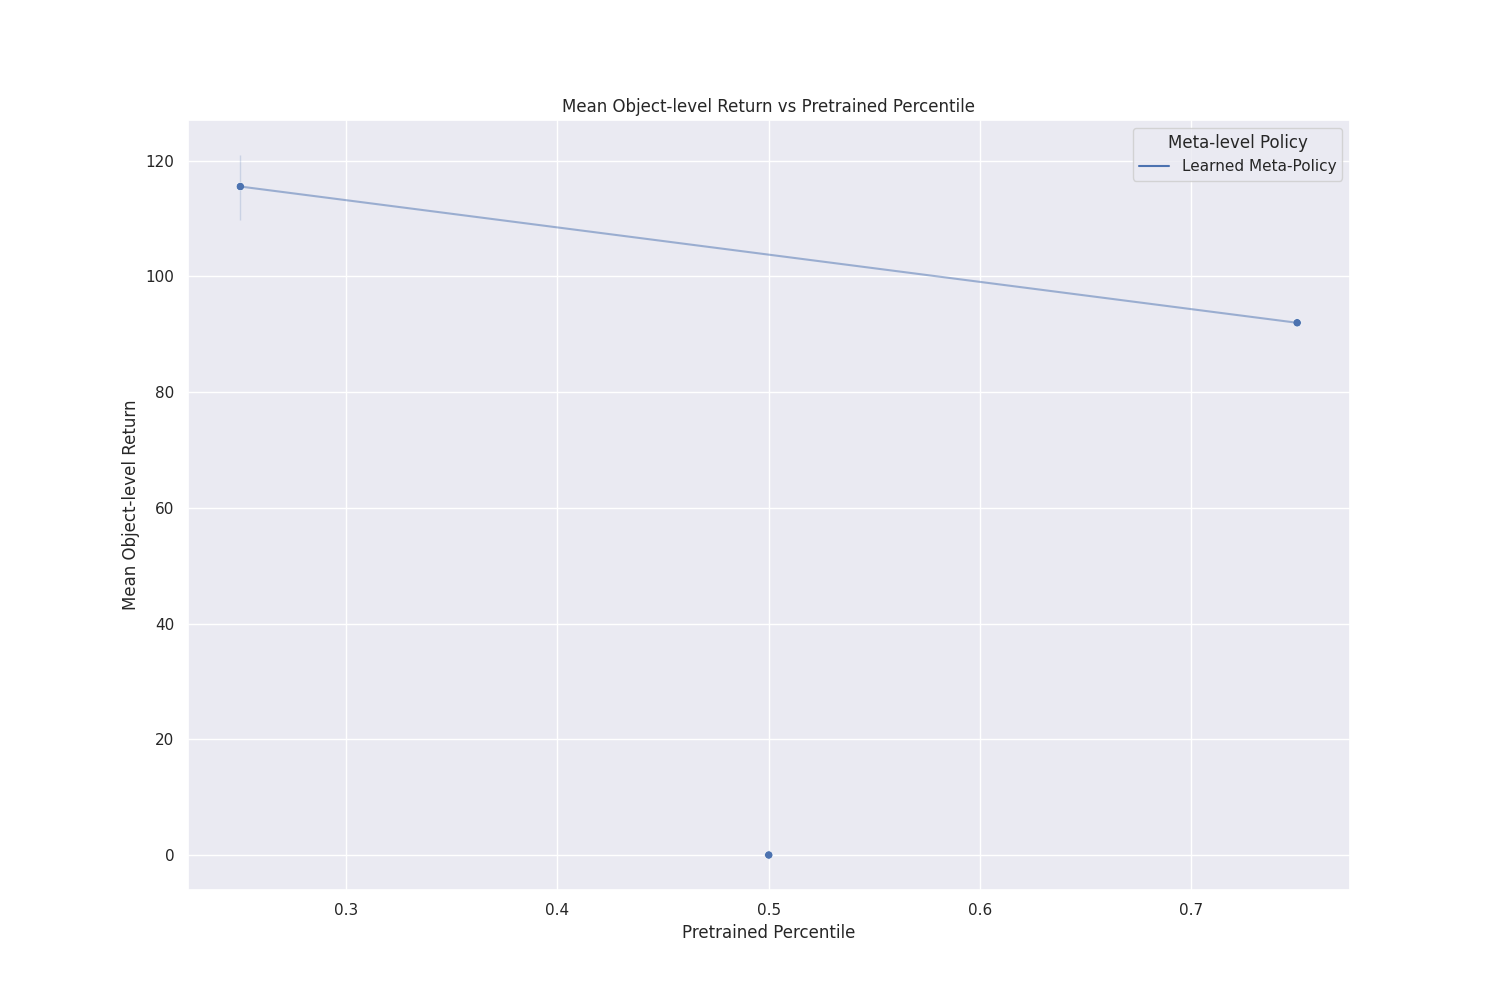 Mean Object-level Return vs Pretrained Percentile
Meta-level Policy
Learned Meta-Policy
Mean Object-level Return
120
100
80
60
40
20
0
0.3
0.4
0.5
0.6
0.7
Pretrained Percentile